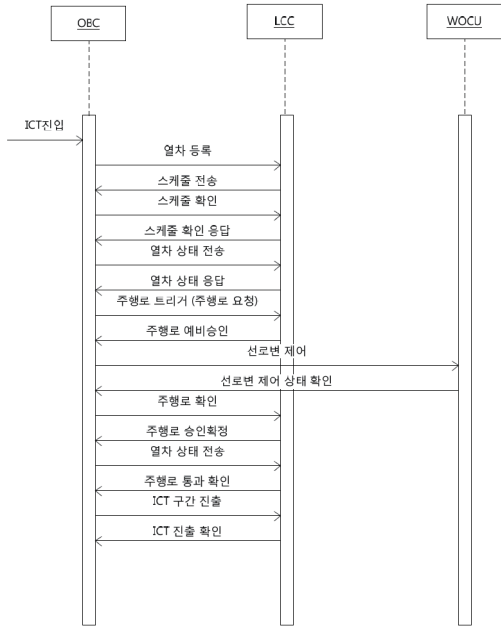 OBC
LCC
WOCU
ICT진입
열차 등록
스케줄 전송
스케줄 확인
스케줄 확인 응답
열차 상태 전송
열차 상태 응답
주행로 트리거 (주행로 요청)
주행로 예비승인
선로변 제어
선로변 제어 상태 확인
주행로 확인
주행로 승인획정
열차 상태 전송
주행로 통과 확인
ICT 구간 진출
ICT 진출 확인